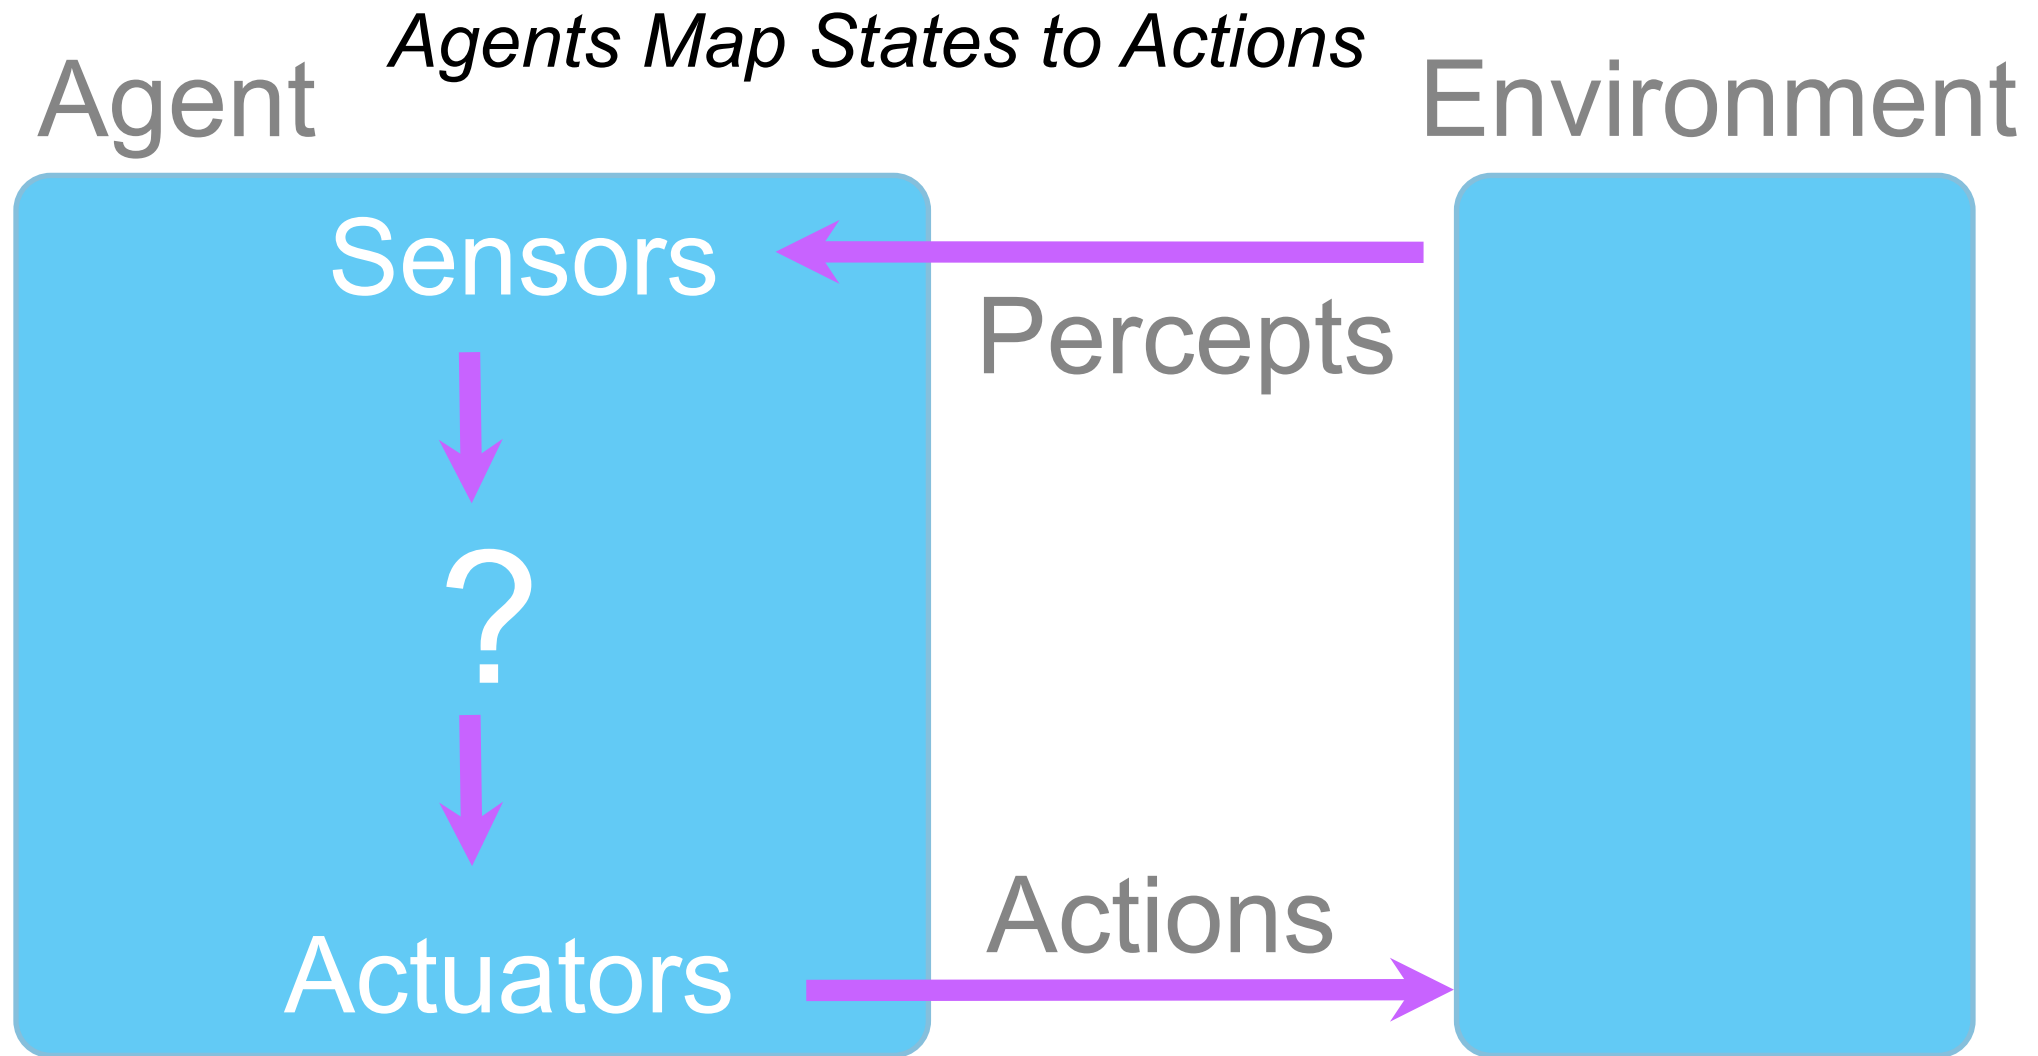 Agents Map States to Actions
Agent
Environment
Sensors
Percepts
?
Actions
Actuators